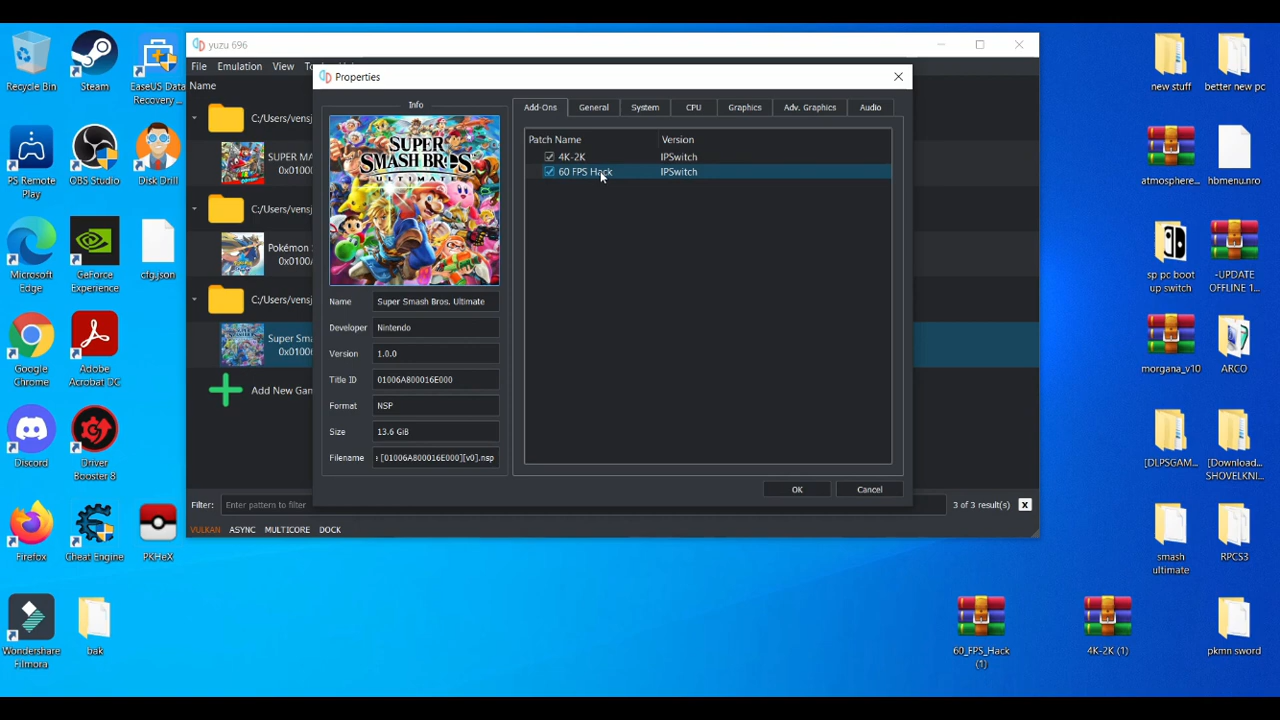 Recycle Bin
Steam
EaseUS Data
Recovery...
PS Remote
Play
OBS Studio
Disk Drill
Microsoft
Edge
GeForce
Experience
cfg.json
Google
Chrome
Adobe
Acrobat DC
Discord
Driver
Booster 8
Firefox
Cheat Engine
PKHeX
Wondershare
Filmora
bak
yuzu 696
File Emulation View
Name
C:/Users/vensj
SUPER MA
0x0100
C:/Users/vensj
Pokémon
C:/Users/vensj
Super Sma
Add New Gam
Filter: Enter pattern to filter 3 of 3 result(s) X
VULKAN ASYNC MULTICORE DOCK
Properties
Info
SUPER
SMASH BROS.
ULTIMATE
Name Super Smash Bros. Ultimate
Developer Nintendo
Version 1.0.0
Title ID 01006A800016E000
Format NSP
Size 13.6 GiB
Filename [01006A800016E000][v0].nsp
Add-Ons General System CPU Graphics Adv. Graphics Audio
Patch Name Version
4K-2K IPSwitch
60 FPS Hack IPSwitch
OK Cancel
new stuff
better new pc
atmosphere...
hbmenu.nro
sp pc boot
up switch
-UPDATE
OFFLINE 1...
morgana_v10
ARCO
[DLPSGAM...
[Download...
SHOVELKNI...
smash
ultimate
RPCS3
60_FPS_Hack
(1)
4K-2K (1)
pkmn sword